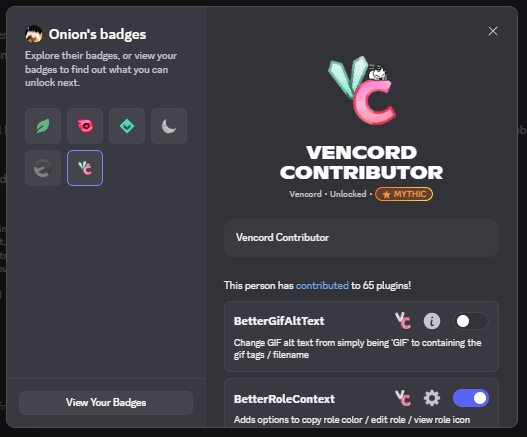 Onion's badges
Explore their badges, or view your
badges to find out what you can
unlock next.
View Your Badges
VC
VENCORD
CONTRIBUTOR
Vencord • Unlocked • MYTHIC
Vencord Contributor
This person has contributed to 65 plugins!
BetterGifAltText
Change GIF alt text from simply being 'GIF' to containing the
gif tags / filename
BetterRoleContext
Adds options to copy role color / edit role / view role icon